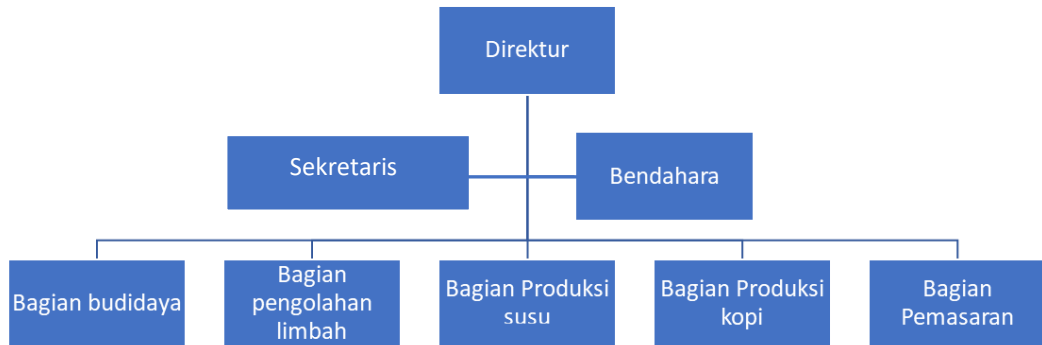 Direktur
Sekretaris
Bendahara
Bagian budidaya
Bagian
pengolahan
limbah
Bagian Produksi
susu
Bagian Produksi
kopi
Bagian
Pemasaran